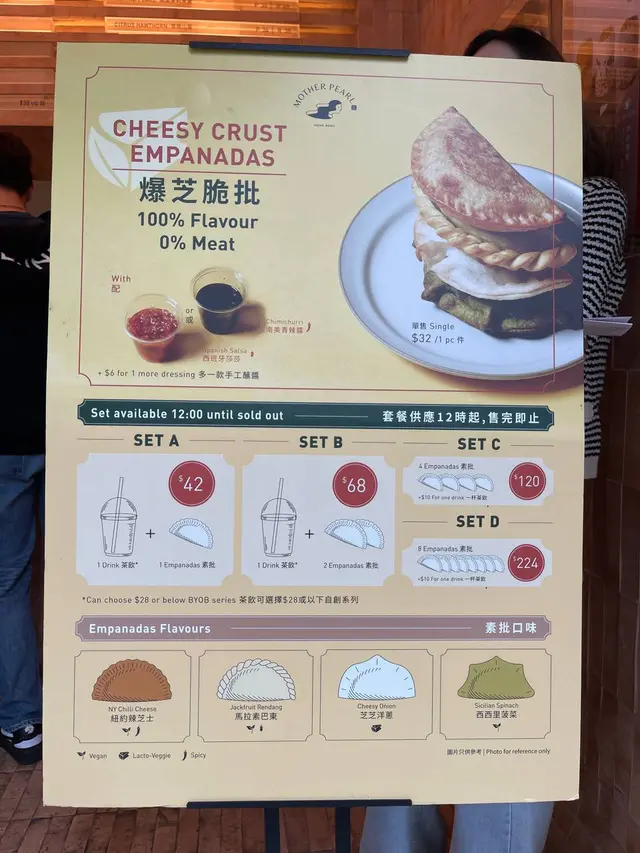 CITRUS HAWTHORN
MOTHER PEARL
CHEESY CRUST
EMPANADAS
爆芝脆批
100% Flavour
0% Meat
With
配
or
或
Chimichurri
南美青辣醬
Spanish Salsa
西班牙莎莎
+ $6 for 1 more dressing 多一款手工蘸醬
單售 Single
$32 /1 pc 件
Set available 12:00 until sold out 套餐供應12時起,售完即止
SET A
$42
+
1 Drink 茶飲* 1 Empanadas 素批
SET B
$68
+
1 Drink 茶飲* 2 Empanadas 素批
SET C
4 Empanadas 素批
$120
+$10 For one drink 一杯茶飲
SET D
8 Empanadas 素批
$224
+$10 For one drink 一杯茶飲
*Can choose $28 or below BYOB series 茶飲可選擇$28或以下自創系列
Empanadas Flavours 素批口味
NY Chilli Cheese
紐約辣芝士
Jackfruit Rendang
馬拉素巴東
Cheesy Onion
芝芝洋蔥
Sicilian Spinach
西西里菠菜
Vegan Lacto-Veggie Spicy
圖片只供參考 | Photo for reference only